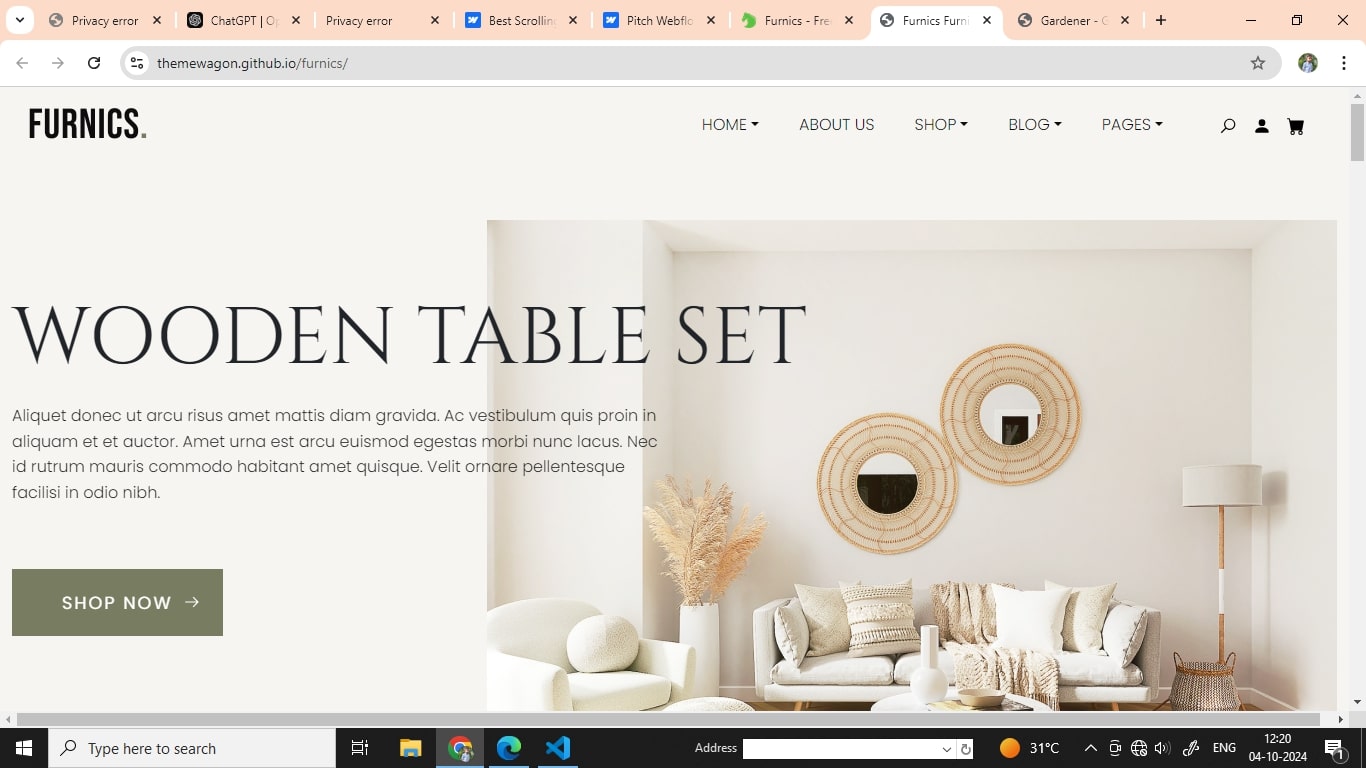 Privacy error
ChatGPT | Op
Privacy error
Best Scrolling
Pitch Webflo
Furnics - Free
Furnics Furni
Gardener - G
themewagon.github.io/furnics/
FURNICS.
HOME
ABOUT US
SHOP
BLOG
PAGES
WOODEN TABLE SET
Aliquet donec ut arcu risus amet mattis diam gravida. Ac vestibulum quis proin in
aliquam et et auctor. Amet urna est arcu euismod egestas morbi nunc lacus. Nec
id rutrum mauris commodo habitant amet quisque. Velit ornare pellentesque
facilisi in odio nibh.
SHOP NOW
Type here to search
Address
31°C
ENG
12:20
04-10-2024
1